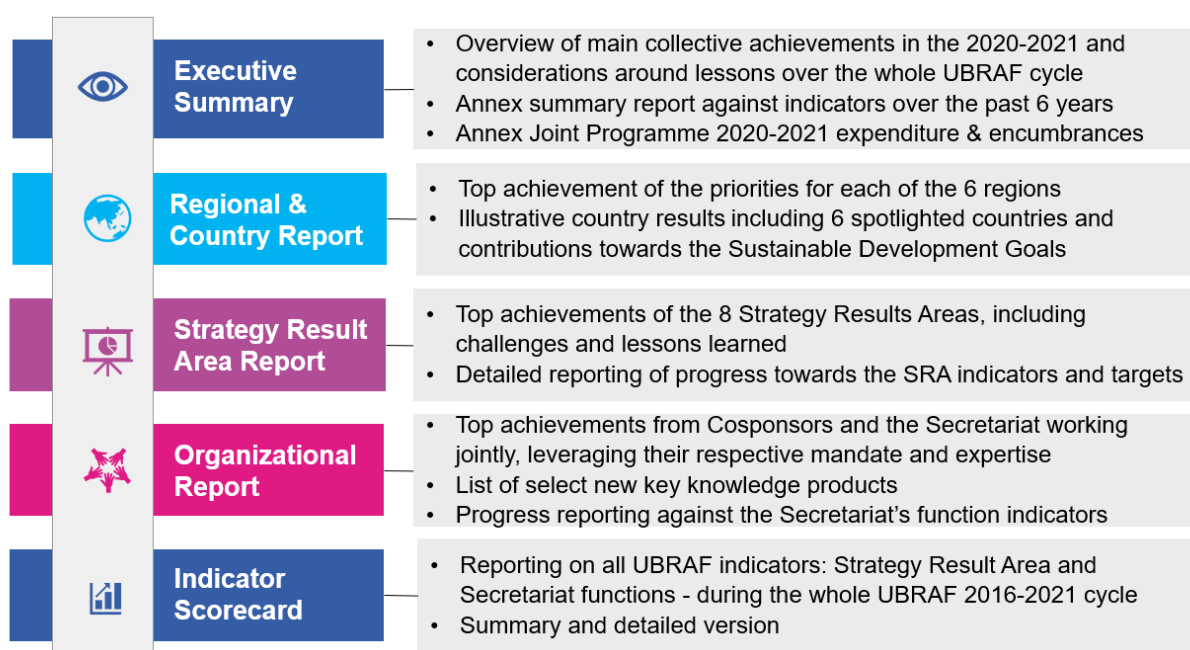 Executive
Summary
• Overview of main collective achievements in the 2020-2021 and
considerations around lessons over the whole UBRAF cycle
• Annex summary report against indicators over the past 6 years
• Annex Joint Programme 2020-2021 expenditure & encumbrances
Regional &
Country Report
• Top achievement of the priorities for each of the 6 regions
• Illustrative country results including 6 spotlighted countries and
contributions towards the Sustainable Development Goals
Strategy Result
Area Report
• Top achievements of the 8 Strategy Results Areas, including
challenges and lessons learned
• Detailed reporting of progress towards the SRA indicators and targets
Organizational
Report
• Top achievements from Cosponsors and the Secretariat working
jointly, leveraging their respective mandate and expertise
• List of select new key knowledge products
• Progress reporting against the Secretariat’s function indicators
Indicator
Scorecard
• Reporting on all UBRAF indicators: Strategy Result Area and
Secretariat functions - during the whole UBRAF 2016-2021 cycle
• Summary and detailed version